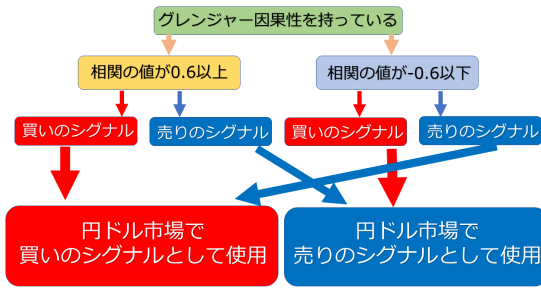 グレンジャー因果性を持っている
相関の値が0.6以上
相関の値が-0.6以下
買いのシグナル
売りのシグナル
買いのシグナル
売りのシグナル
円ドル市場で
買いのシグナルとして使用
円ドル市場で
売りのシグナルとして使用